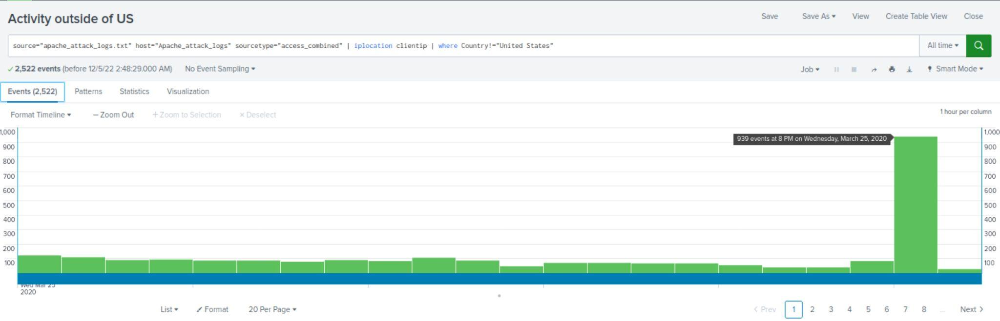 Activity outside of US
Save Save As View Create Table View Close
source="apache_attack_logs.txt" host="Apache_attack_logs" sourcetype="access_combined" | iplocation clientip | where Country!="United States"
All time
2,522 events (before 12/5/22 2:48:29.000 AM) No Event Sampling
Job Smart Mode
Events (2,522) Patterns Statistics Visualization
Format Timeline — Zoom Out + Zoom to Selection × Deselect
1 hour per column
1,000 1,000
939 events at 8 PM on Wednesday, March 25, 2020
900 900
800 800
700 700
600 600
500 500
400 400
300 300
200 200
100 100
Wed Mar 25
2020
List Format 20 Per Page
< Prev 1 2 3 4 5 6 7 8 ... Next >